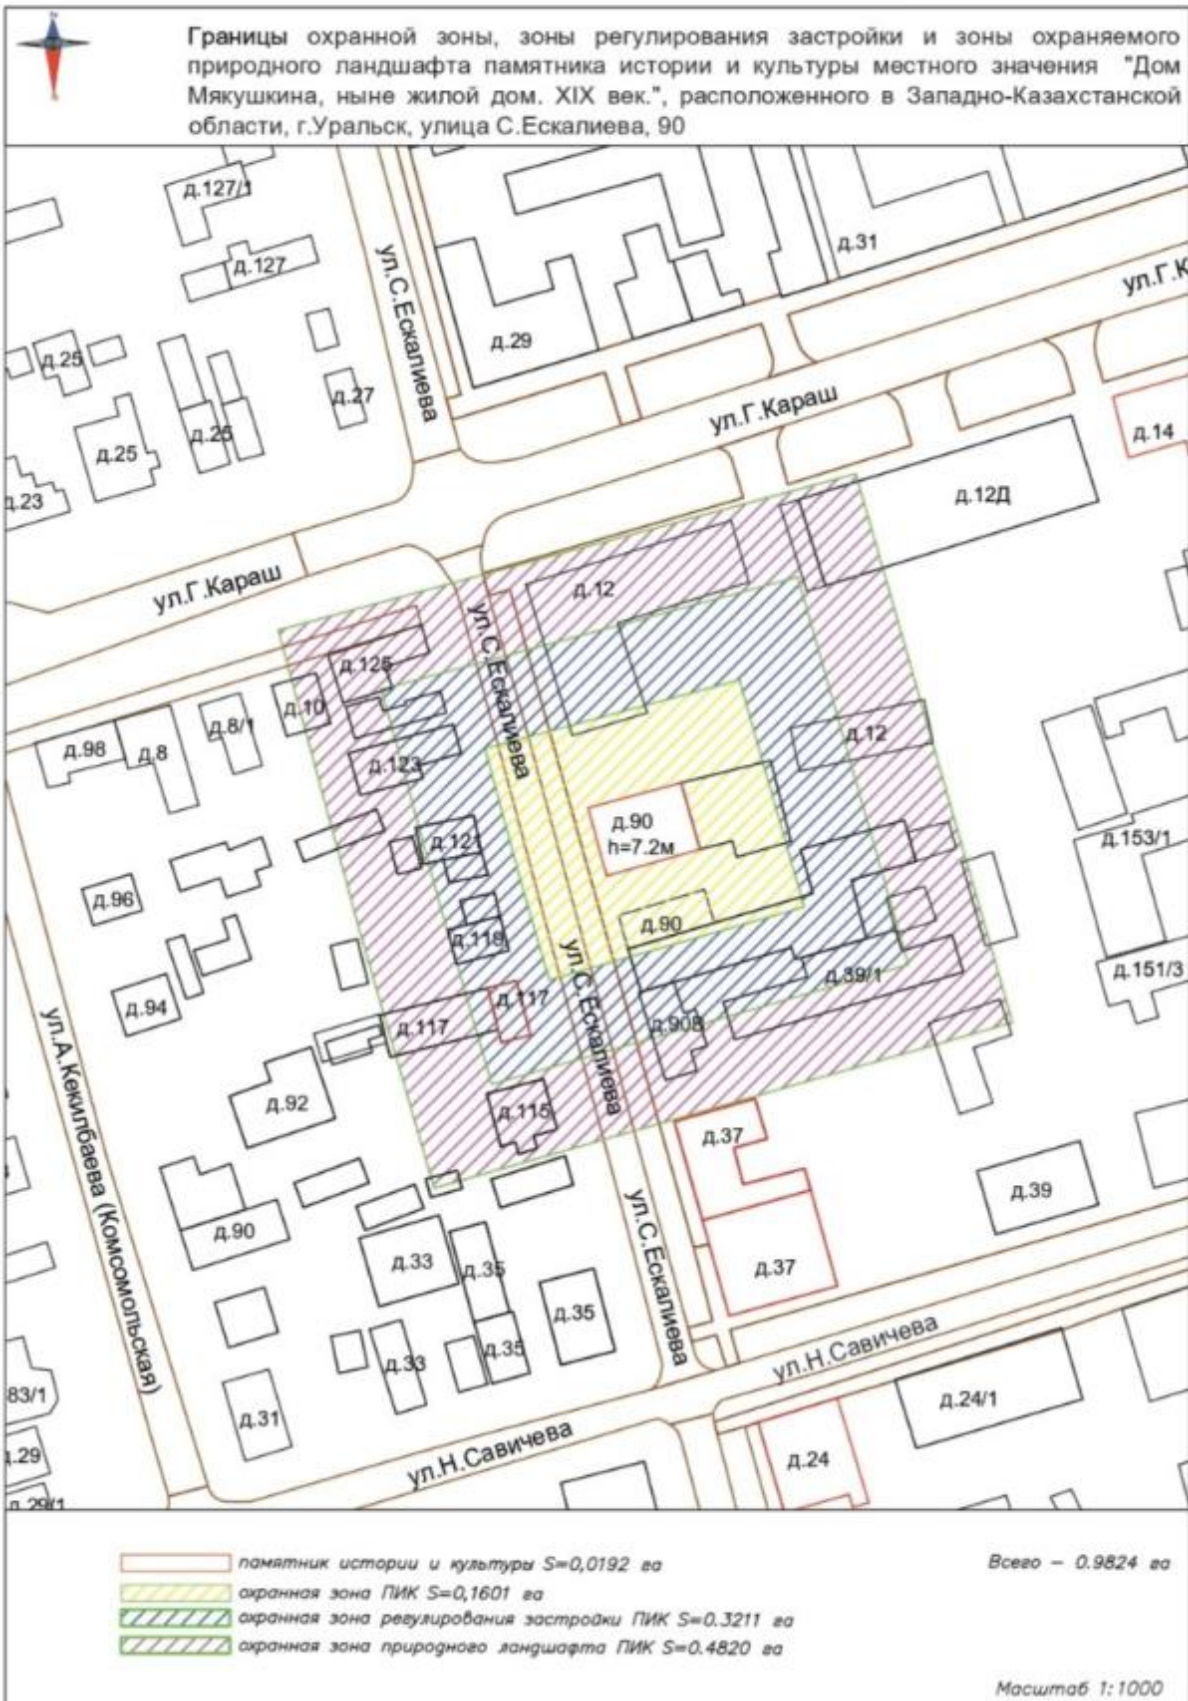 Границы охранной зоны, зоны регулирования застройки и зоны охраняемого
природного ландшафта памятника истории и культуры местного значения "Дом
Мякушкина, ныне жилой дом. XIX век.", расположенного в Западно-Казахстанской
области, г.Уральск, улица С.Ескалиева, 90
д.127/1
д.127
ул.С.Ескалиева
д.31
ул.Г.К
д.29
д.25
д.27
д.25
д.25
д.23
ул.Г.Караш
д.14
д.12Д
ул.Г.Караш
д.12
ул.С.Ескалиева
д.125
д.10
д.8/1
д.98
д.8
д.123
д.12
д.90
h=7.2м
д.121
д.153/1
д.96
д.90
д.119
д.94
д.117
д.117
ул.С.Ескалиева
д.39/1
д.90В
д.151/3
ул.А.Кекилбаева (Комсомольская)
д.92
д.115
д.37
д.39
д.90
д.33
д.35
ул.С.Ескалиева
д.37
д.35
д.33
д.35
83/1
д.31
ул.Н.Савичева
д.24/1
д.29
ул.Н.Савичева
д.24
д.29/1
памятник истории и культуры S=0,0192 га
Всего – 0.9824 га
охранная зона ПИК S=0,1601 га
охранная зона регулирования застройки ПИК S=0.3211 га
охранная зона природного ландшафта ПИК S=0.4820 га
Масштаб 1:1000